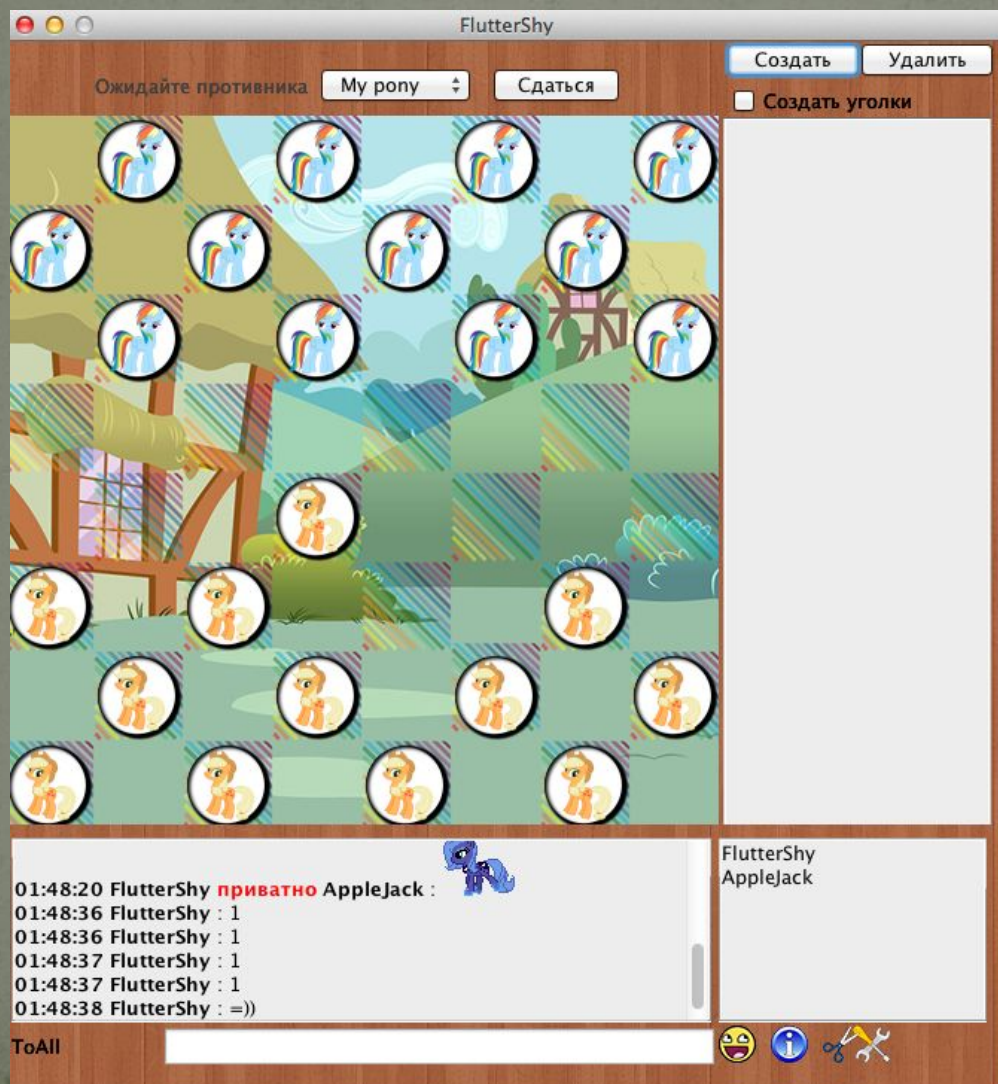 FlutterShy
Ожидайте противника My pony Сдаться
Создать Удалить
Создать уголки
01:48:20 FlutterShy приватно AppleJack :
01:48:36 FlutterShy : 1
01:48:36 FlutterShy : 1
01:48:37 FlutterShy : 1
01:48:37 FlutterShy : 1
01:48:38 FlutterShy : =))
FlutterShy
AppleJack
ToAll